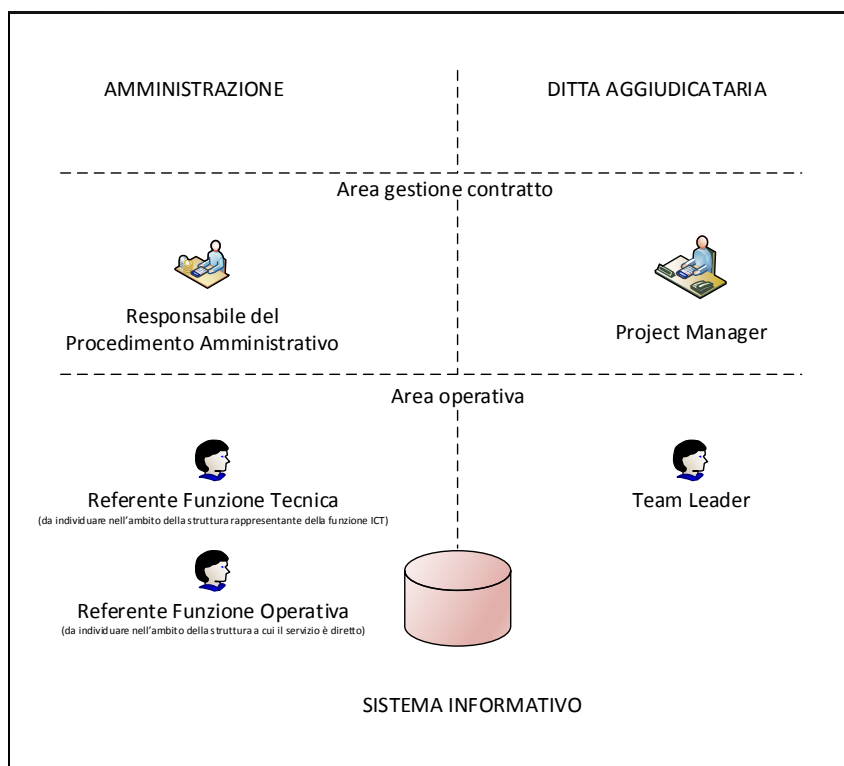 AMMINISTRAZIONE
DITTA AGGIUDICATARIA
Area gestione contratto
Responsabile del
Procedimento Amministrativo
Project Manager
Area operativa
Referente Funzione Tecnica
(da individuare nell'ambito della struttura rappresentante della funzione ICT)
Team Leader
Referente Funzione Operativa
(da individuare nell'ambito della struttura a cui il servizio è diretto)
SISTEMA INFORMATIVO